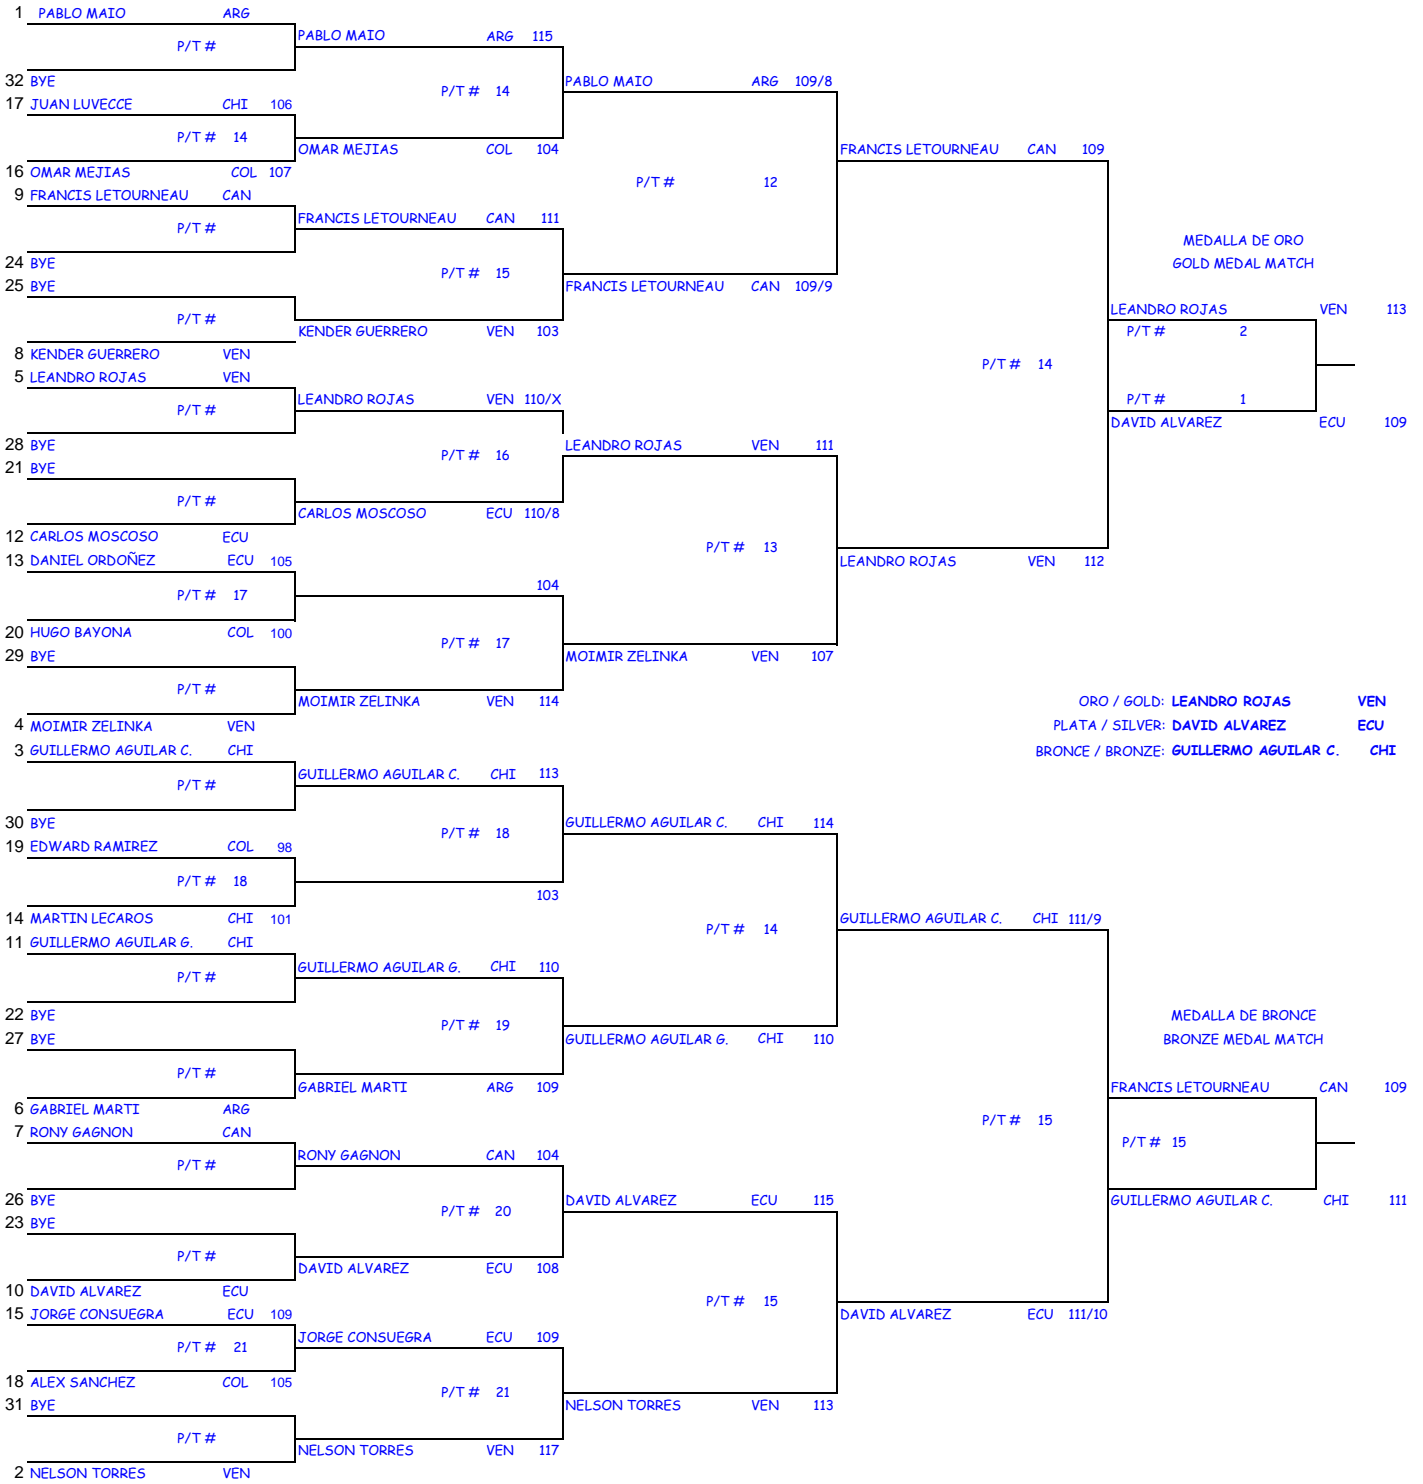 1 PABLO MAIO ARG
P/T #
PABLO MAIO ARG 115
32 BYE
P/T # 14
PABLO MAIO ARG 109/8
17 JUAN LUVECCE CHI 106
P/T # 14
OMAR MEJIAS COL 104
FRANCIS LETOURNEAU CAN 109
16 OMAR MEJIAS COL 107
P/T # 12
9 FRANCIS LETOURNEAU CAN
P/T #
FRANCIS LETOURNEAU CAN 111
MEDALLA DE ORO
GOLD MEDAL MATCH
24 BYE
P/T # 15
25 BYE
FRANCIS LETOURNEAU CAN 109/9
P/T #
KENDER GUERRERO VEN 103
LEANDRO ROJAS VEN 113
P/T # 2
8 KENDER GUERRERO VEN
P/T # 14
5 LEANDRO ROJAS VEN
P/T #
LEANDRO ROJAS VEN 110/X
P/T # 1
DAVID ALVAREZ ECU 109
28 BYE
P/T # 16
LEANDRO ROJAS VEN 111
21 BYE
P/T #
CARLOS MOSCOSO ECU 110/8
12 CARLOS MOSCOSO ECU
P/T # 13
13 DANIEL ORDOÑEZ ECU 105
LEANDRO ROJAS VEN 112
P/T # 17
104
20 HUGO BAYONA COL 100
P/T # 17
29 BYE
MOIMIR ZELINKA VEN 107
P/T #
MOIMIR ZELINKA VEN 114
ORO / GOLD: LEANDRO ROJAS VEN
4 MOIMIR ZELINKA VEN
PLATA / SILVER: DAVID ALVAREZ ECU
3 GUILLERMO AGUILAR C. CHI
BRONCE / BRONZE: GUILLERMO AGUILAR C. CHI
P/T #
GUILLERMO AGUILAR C. CHI 113
30 BYE
P/T # 18
GUILLERMO AGUILAR C. CHI 114
19 EDWARD RAMIREZ COL 98
P/T # 18
103
14 MARTIN LECAROS CHI 101
GUILLERMO AGUILAR C. CHI 111/9
P/T # 14
11 GUILLERMO AGUILAR G. CHI
P/T #
GUILLERMO AGUILAR G. CHI 110
22 BYE
P/T # 19
MEDALLA DE BRONCE
27 BYE
GUILLERMO AGUILAR G. CHI 110
BRONZE MEDAL MATCH
P/T #
GABRIEL MARTI ARG 109
FRANCIS LETOURNEAU CAN 109
6 GABRIEL MARTI ARG
P/T # 15
7 RONY GAGNON CAN
P/T # 15
P/T #
RONY GAGNON CAN 104
26 BYE
P/T # 20
DAVID ALVAREZ ECU 115
GUILLERMO AGUILAR C. CHI 111
23 BYE
P/T #
DAVID ALVAREZ ECU 108
10 DAVID ALVAREZ ECU
P/T # 15
15 JORGE CONSUEGRA ECU 109
DAVID ALVAREZ ECU 111/10
P/T # 21
JORGE CONSUEGRA ECU 109
18 ALEX SANCHEZ COL 105
P/T # 21
31 BYE
NELSON TORRES VEN 113
P/T #
NELSON TORRES VEN 117
2 NELSON TORRES VEN